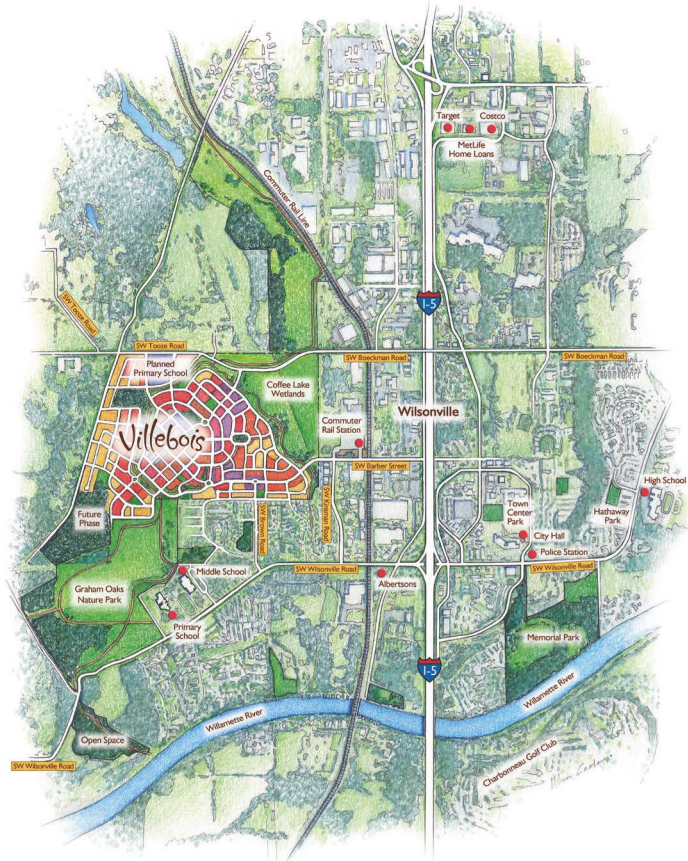 Target
Costco
MetLife
Home Loans
Commuter Rail Line
I-5
SW Tooze Road
SW Tooze Road
SW Boeckman Road
SW Boeckman Road
Planned
Primary School
Coffee Lake
Wetlands
Villebois
Wilsonville
Commuter
Rail Station
SW Barber Street
High School
SW Kinsman Road
SW Brown Road
Future
Phase
Town
Center
Park
Hathaway
Park
City Hall
Police Station
SW Wilsonville Road
SW Wilsonville Road
Middle School
Albertsons
Graham Oaks
Nature Park
Primary
School
Memorial Park
I-5
Willamette River
Willamette River
Open Space
SW Wilsonville Road
Charbonneau Golf Club